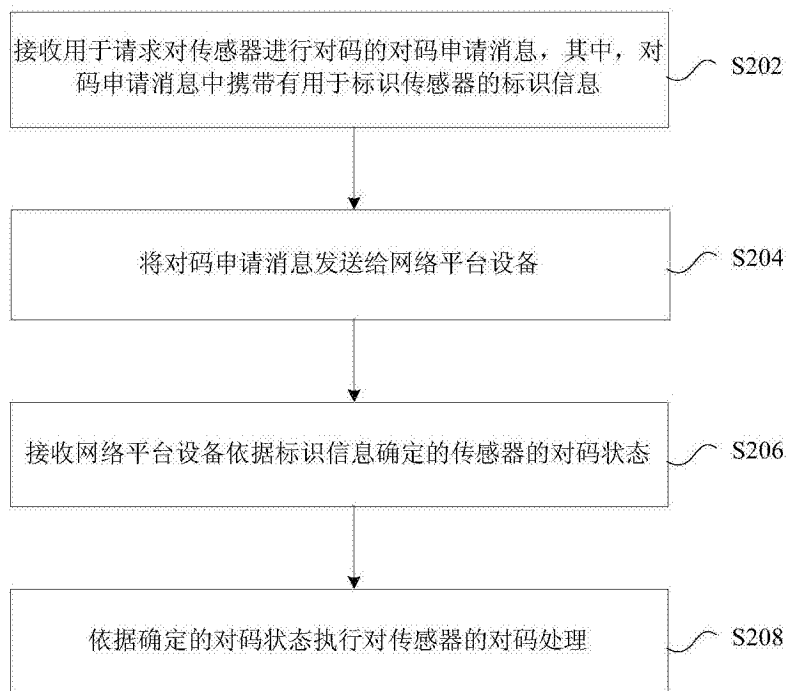 接收用于请求对传感器进行对码的对码申请消息，其中，对
码申请消息中携带有用于标识传感器的标识信息
S202
将对码申请消息发送给网络平台设备
S204
接收网络平台设备依据标识信息确定的传感器的对码状态
S206
依据确定的对码状态执行对传感器的对码处理
S208